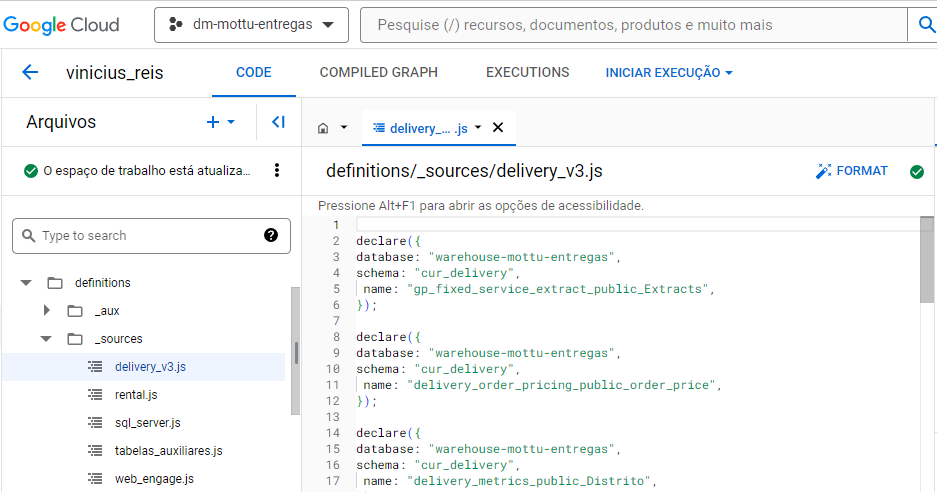 Google Cloud
dm-mottu-entregas
Pesquise (/) recursos, documentos, produtos e muito mais
vinicius_reis
CODE
COMPILED GRAPH
EXECUTIONS
INICIAR EXECUÇÃO
Arquivos
delivery_... .js
O espaço de trabalho está atualiza...
definitions/_sources/delivery_v3.js
FORMAT
Pressione Alt+F1 para abrir as opções de acessibilidade.
Type to search
definitions
_aux
_sources
delivery_v3.js
rental.js
sql_server.js
tabelas_auxiliares.js
web_engage.js
1
2 declare({
3 database: "warehouse-mottu-entregas",
4 schema: "cur_delivery",
5 name: "gp_fixed_service_extract_public_Extracts",
6 });
7
8 declare({
9 database: "warehouse-mottu-entregas",
10 schema: "cur_delivery",
11 name: "delivery_order_pricing_public_order_price",
12 });
13
14 declare({
15 database: "warehouse-mottu-entregas",
16 schema: "cur_delivery",
17 name: "delivery_metrics_public_Distrito",